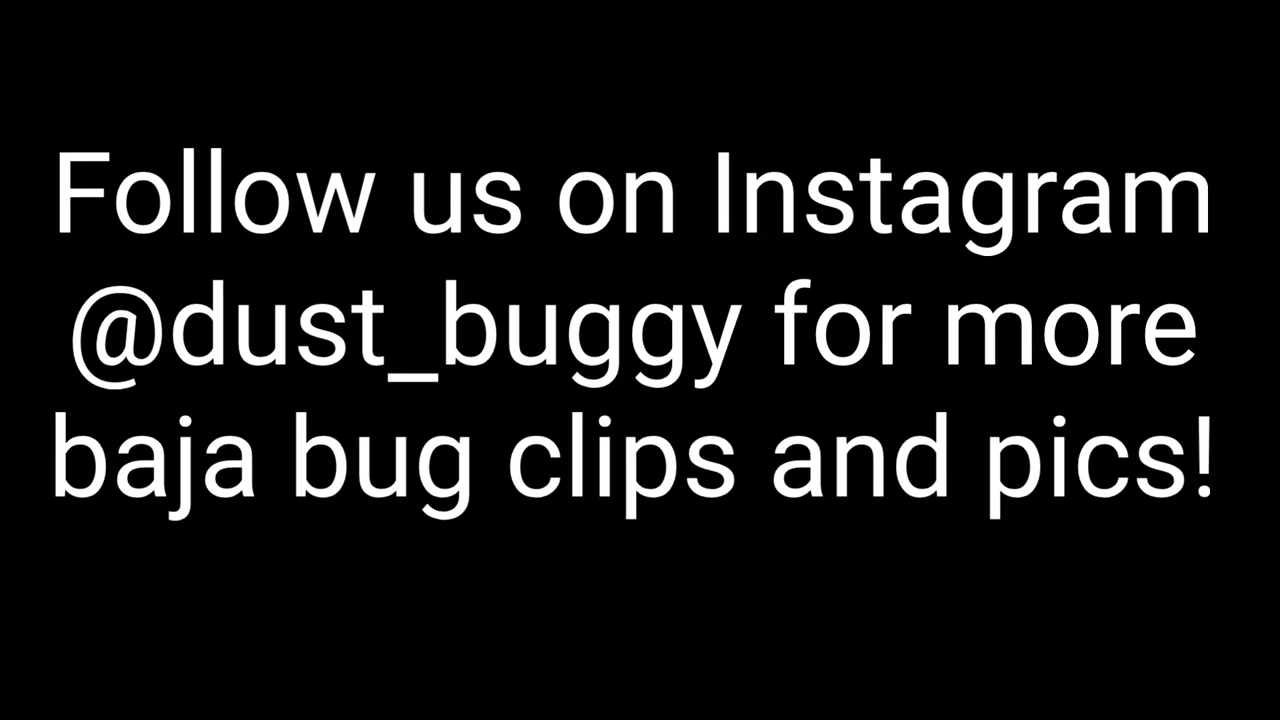 Follow us on Instagram
@dust_buggy for more
baja bug clips and pics!